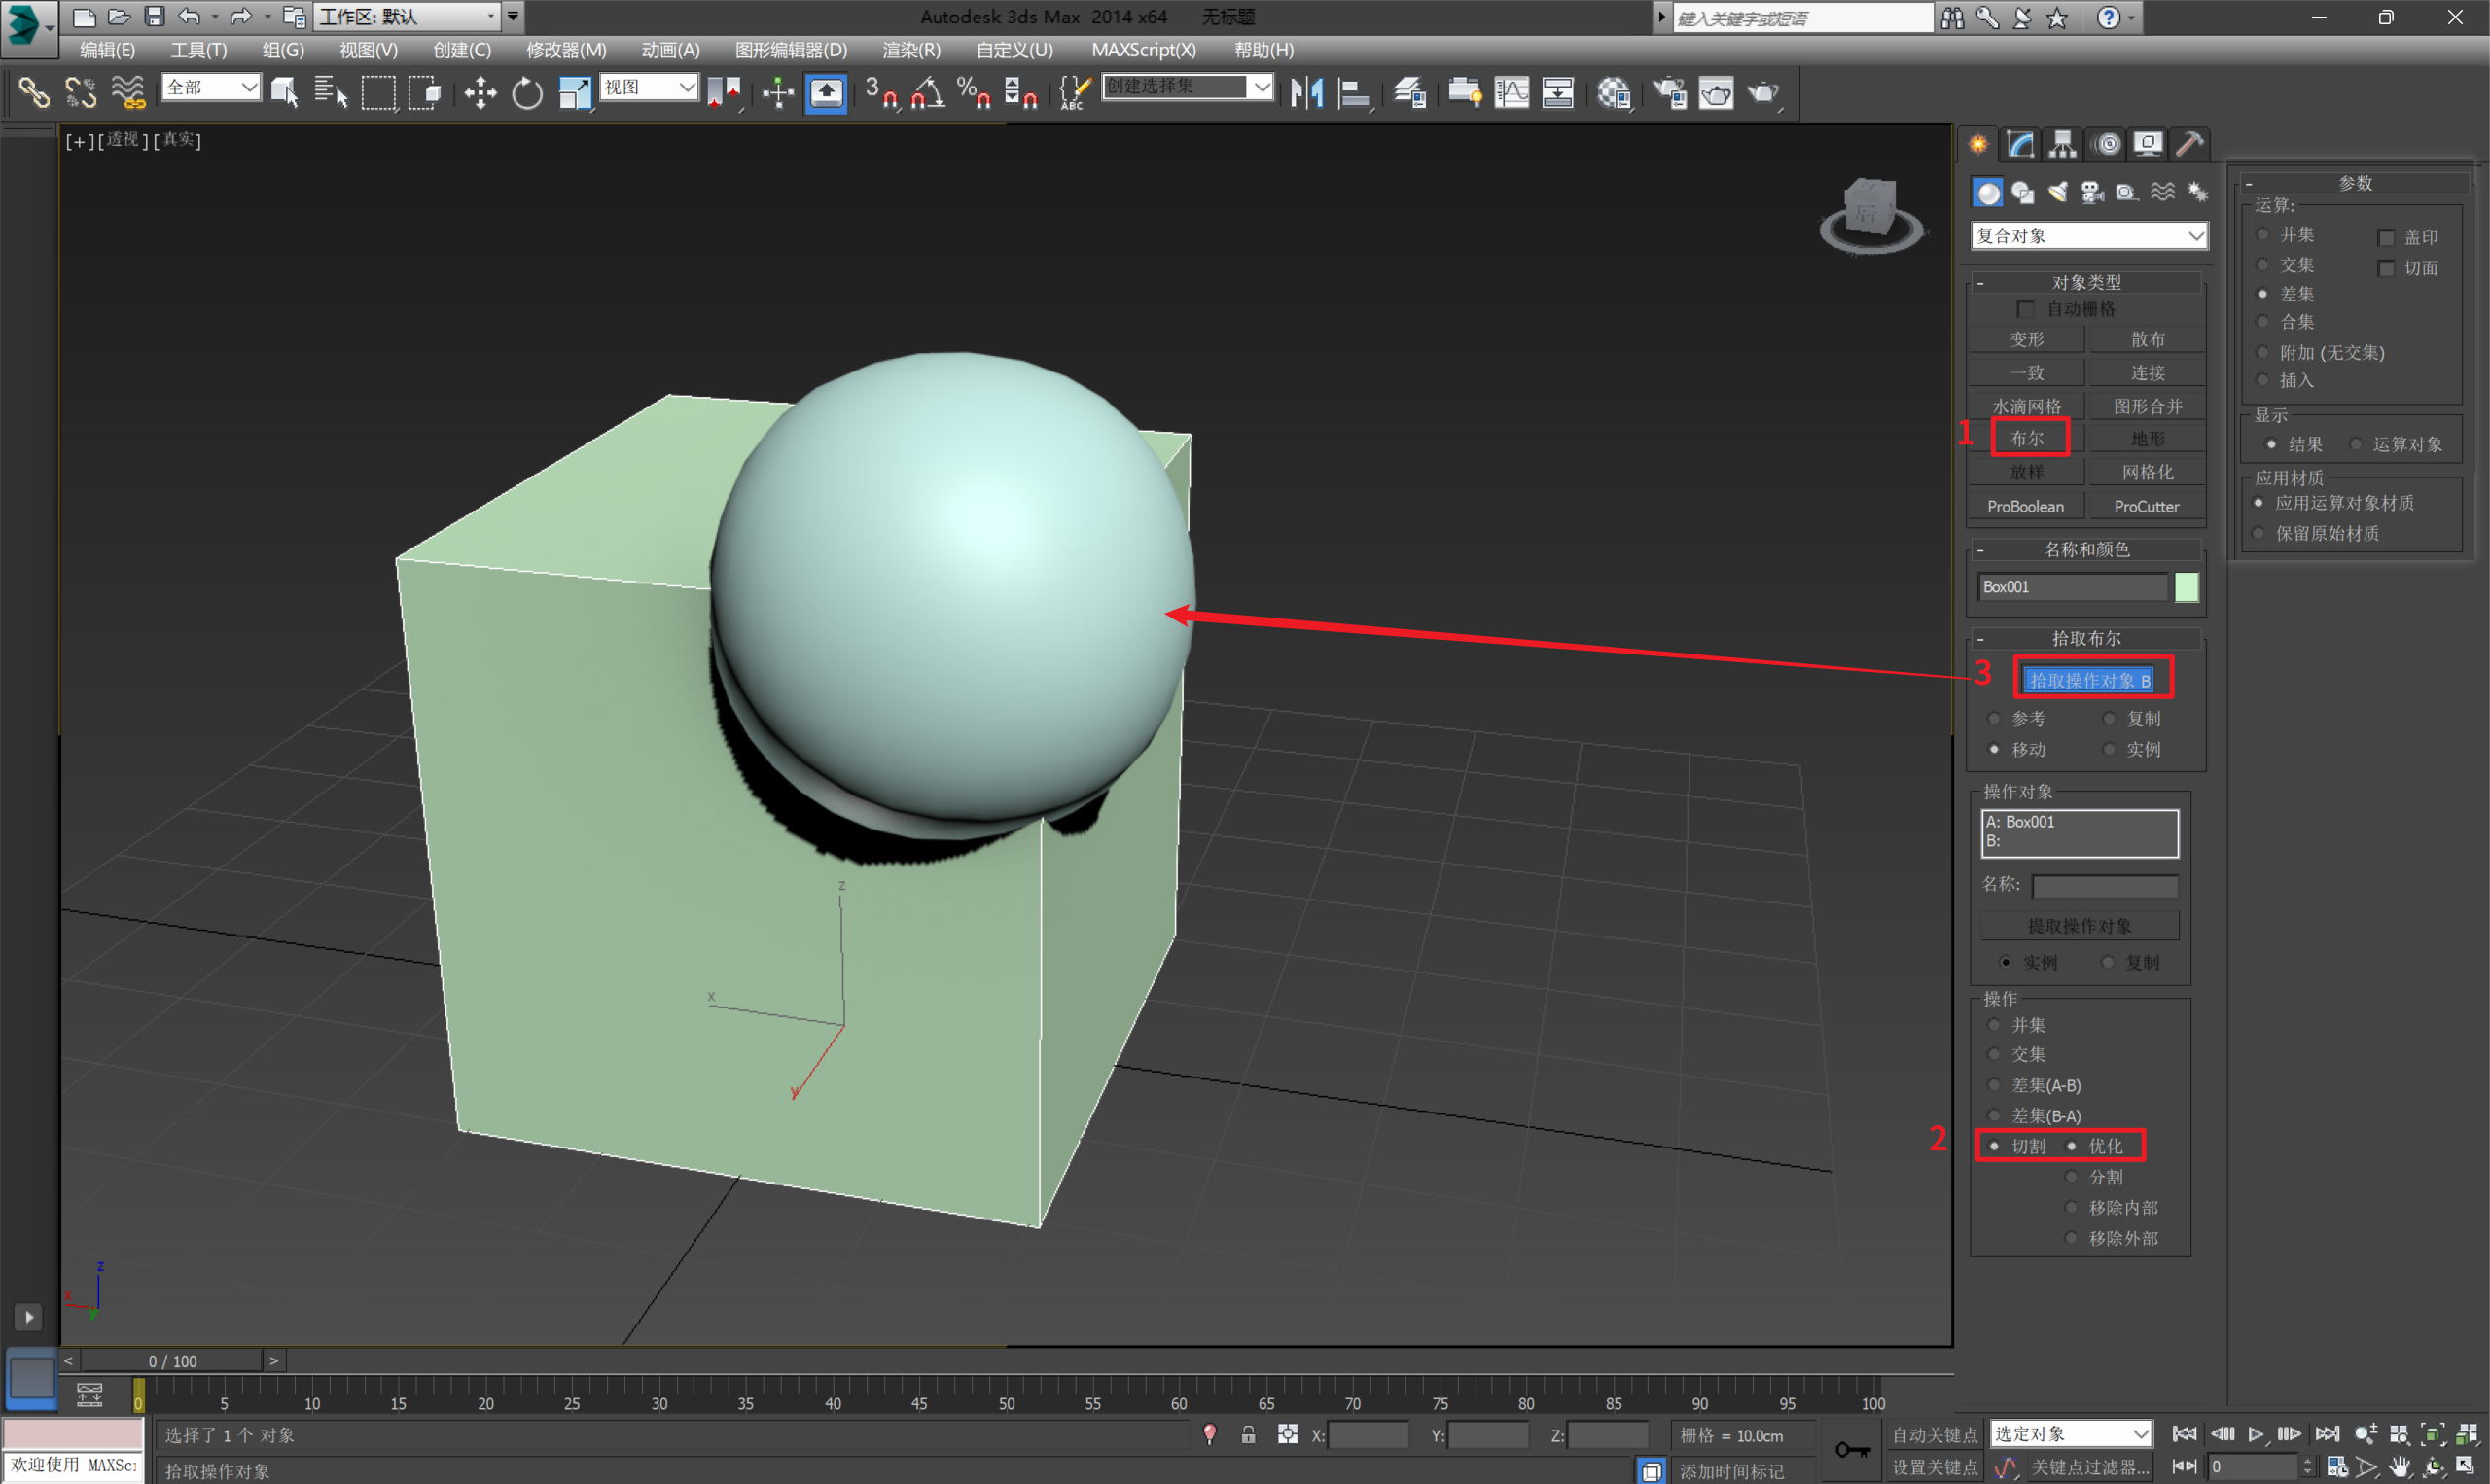 工作区: 默认
Autodesk 3ds Max 2014 x64 无标题
键入关键字或短语
编辑(E) 工具(T) 组(G) 视图(V) 创建(C) 修改器(M) 动画(A) 图形编辑器(D) 渲染(R) 自定义(U) MAXScript(X) 帮助(H)
全部
视图
3
%
ABC
创建选择集
[+][透视][真实]
后
复合对象
- 对象类型
自动栅格
变形 散布
一致 连接
水滴网格 图形合并
1 布尔 地形
放样 网格化
ProBoolean ProCutter
- 名称和颜色
Box001
- 拾取布尔
3 拾取操作对象 B
参考 复制
移动 实例
操作对象
A: Box001
B:
名称:
提取操作对象
实例 复制
操作
并集
交集
差集(A-B)
差集(B-A)
2 切割 优化
分割
移除内部
移除外部
- 参数
运算:
并集 盖印
交集 切面
差集
合集
附加 (无交集)
插入
显示
结果 运算对象
应用材质
应用运算对象材质
保留原始材质
z
x
y
z
x
y
< 0 / 100 >
0 5 10 15 20 25 30 35 40 45 50 55 60 65 70 75 80 85 90 95 100
选择了 1 个 对象 X: Y: Z: 栅格 = 10.0cm 自动关键点 选定对象
欢迎使用 MAXSc 拾取操作对象 添加时间标记 设置关键点 关键点过滤器... 0